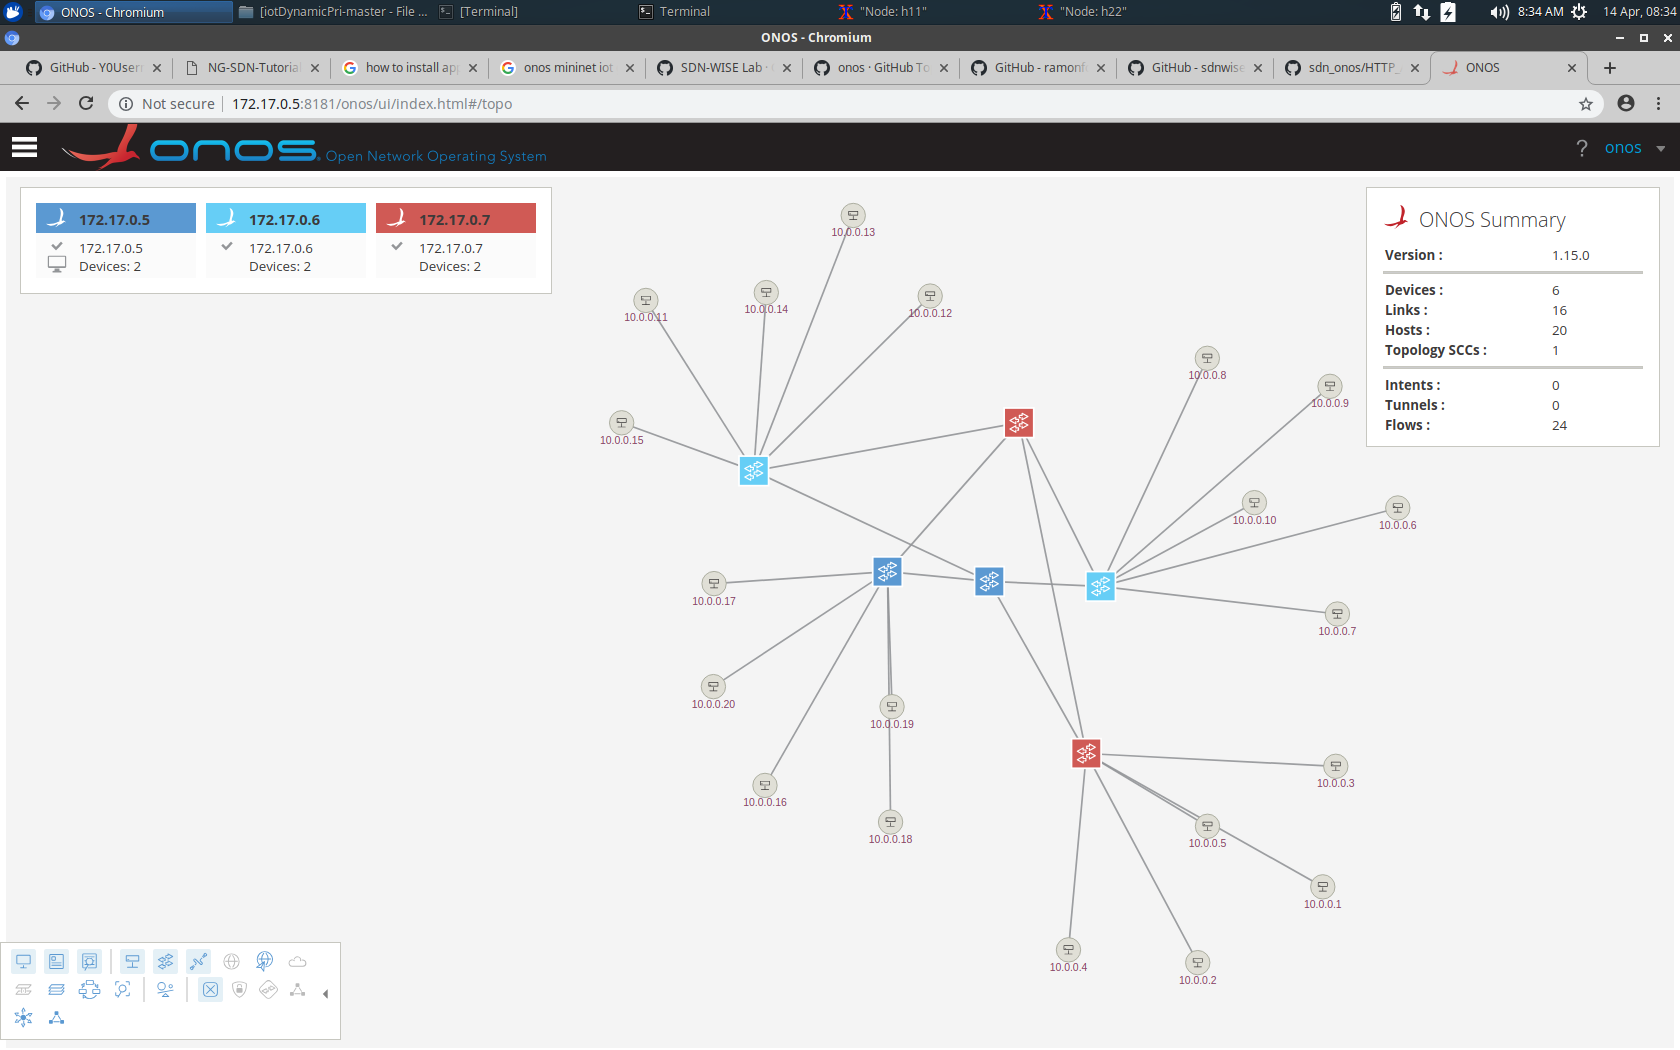 ONOS - Chromium
[iotDynamicPri-master - File ...
[Terminal]
Terminal
"Node: h11"
"Node: h22"
8:34 AM
14 Apr, 08:34
ONOS - Chromium
GitHub - Y0User
NG-SDN-Tutoria
how to install ap
onos mininet iot
SDN-WISE Lab ·
onos · GitHub To
GitHub - ramonf
GitHub - sdnwise
sdn_onos/HTTP_
ONOS
Not secure
172.17.0.5:8181/onos/ui/index.html#/topo
onos. Open Network Operating System
? onos
172.17.0.5
172.17.0.6
172.17.0.7
172.17.0.5
Devices: 2
172.17.0.6
Devices: 2
172.17.0.7
Devices: 2
ONOS Summary
Version : 1.15.0
Devices : 6
Links : 16
Hosts : 20
Topology SCCs : 1
Intents : 0
Tunnels : 0
Flows : 24
10.0.0.13
10.0.0.14
10.0.0.12
10.0.0.11
10.0.0.8
10.0.0.9
10.0.0.15
10.0.0.10
10.0.0.6
10.0.0.17
10.0.0.7
10.0.0.20
10.0.0.19
10.0.0.3
10.0.0.16
10.0.0.18
10.0.0.5
10.0.0.1
10.0.0.4
10.0.0.2